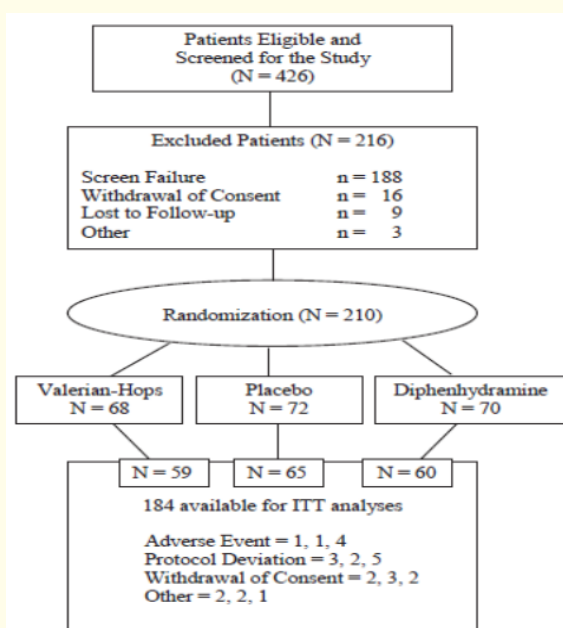 Patients Eligible and
Screened for the Study
(N = 426)
Excluded Patients (N = 216)
Screen Failure n = 188
Withdrawal of Consent n = 16
Lost to Follow-up n = 9
Other n = 3
Randomization (N = 210)
Valerian-Hops
N = 68
Placebo
N = 72
Diphenhydramine
N = 70
N = 59
N = 65
N = 60
184 available for ITT analyses
Adverse Event = 1, 1, 4
Protocol Deviation = 3, 2, 5
Withdrawal of Consent = 2, 3, 2
Other = 2, 2, 1